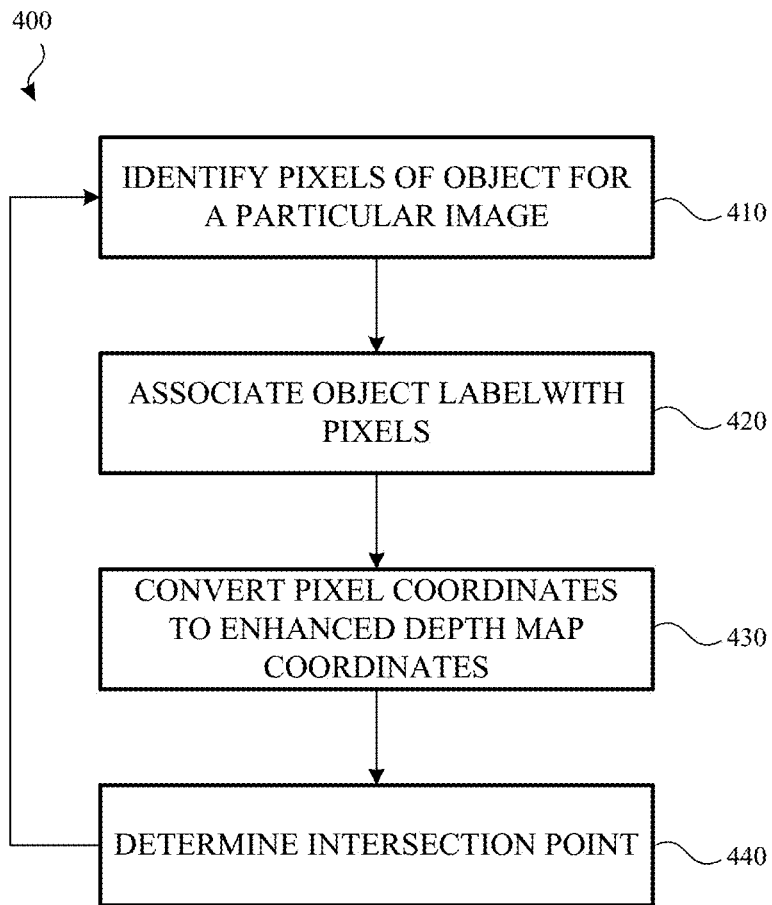 400
IDENTIFY PIXELS OF OBJECT FOR
A PARTICULAR IMAGE
410
ASSOCIATE OBJECT LABELWITH
PIXELS
420
CONVERT PIXEL COORDINATES
TO ENHANCED DEPTH MAP
COORDINATES
430
DETERMINE INTERSECTION POINT
440